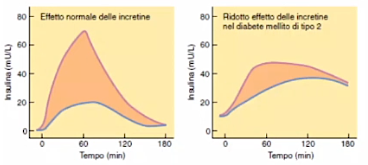 Effetto normale delle incretine
Insulina (mU/L)
80
60
40
20
0
0 60 120 180
Tempo (min)
Ridotto effetto delle incretine
nel diabete mellito di tipo 2
Insulina (mU/L)
80
60
40
20
0
0 60 120 180
Tempo (min)